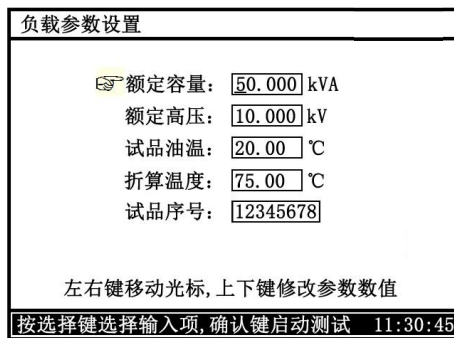 负载参数设置
☞额定容量: 50.000 kVA
额定高压: 10.000 kV
试品油温: 20.00 ℃
折算温度: 75.00 ℃
试品序号: 12345678
左右键移动光标,上下键修改参数数值
按选择键选择输入项,确认键启动测试 11:30:45